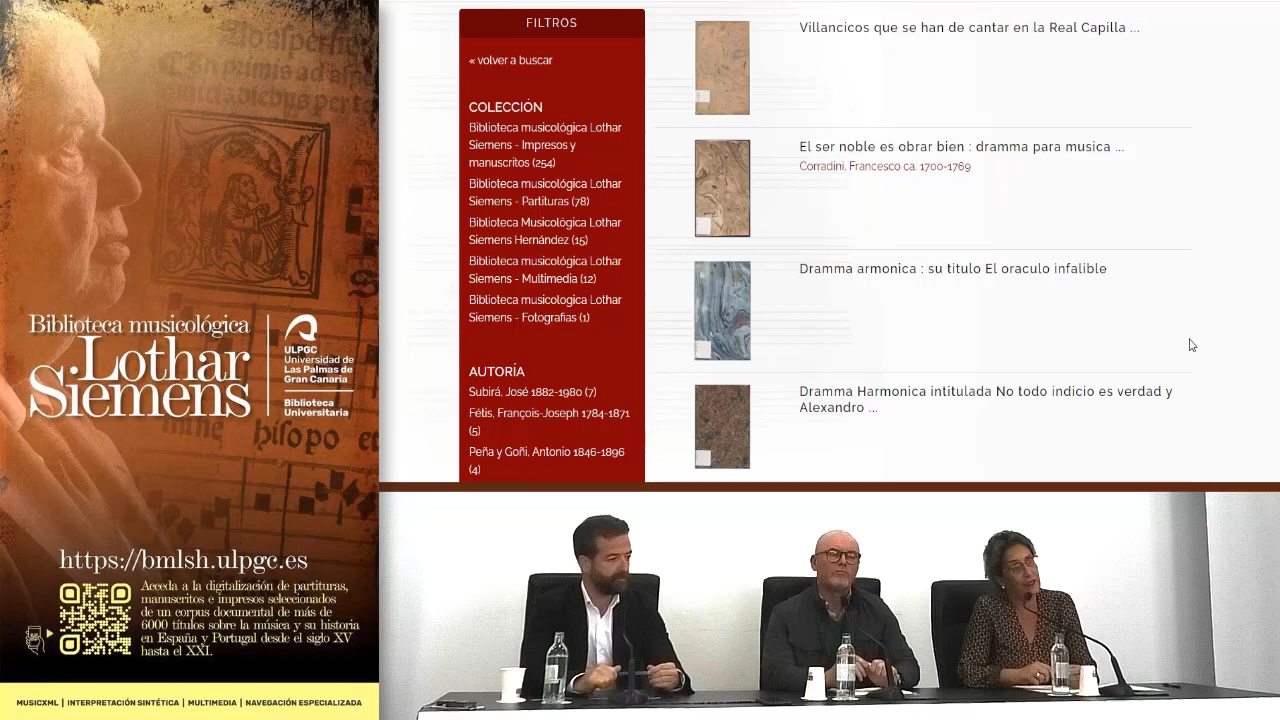 Biblioteca musicológica
Lothar
Siemens
ULPGC
Universidad de
Las Palmas de
Gran Canaria
Biblioteca
Universitaria
https://bmlsh.ulpgc.es
Acceda a la digitalización de partituras,
manuscritos e impresos seleccionados
de un corpus documental de más de
6000 títulos sobre la música y su historia
en España y Portugal desde el siglo XV
hasta el XXI.
MUSICXML | INTERPRETACIÓN SINTÉTICA | MULTIMEDIA | NAVEGACIÓN ESPECIALIZADA
FILTROS
« volver a buscar
COLECCIÓN
Biblioteca musicológica Lothar
Siemens - Impresos y
manuscritos (254)
Biblioteca musicológica Lothar
Siemens - Partituras (78)
Biblioteca Musicológica Lothar
Siemens Hernández (15)
Biblioteca musicológica Lothar
Siemens - Multimedia (12)
Biblioteca musicologica Lothar
Siemens - Fotografias (1)
AUTORÍA
Subirá, José 1882-1980 (7)
Fétis, François-Joseph 1784-1871
(5)
Peña y Goñi, Antonio 1846-1896
(4)
Villancicos que se han de cantar en la Real Capilla ...
El ser noble es obrar bien : dramma para musica ...
Corradini, Francesco ca. 1700-1769
Dramma armonica : su titulo El oraculo infalible
Dramma Harmonica intitulada No todo indicio es verdad y
Alexandro ...